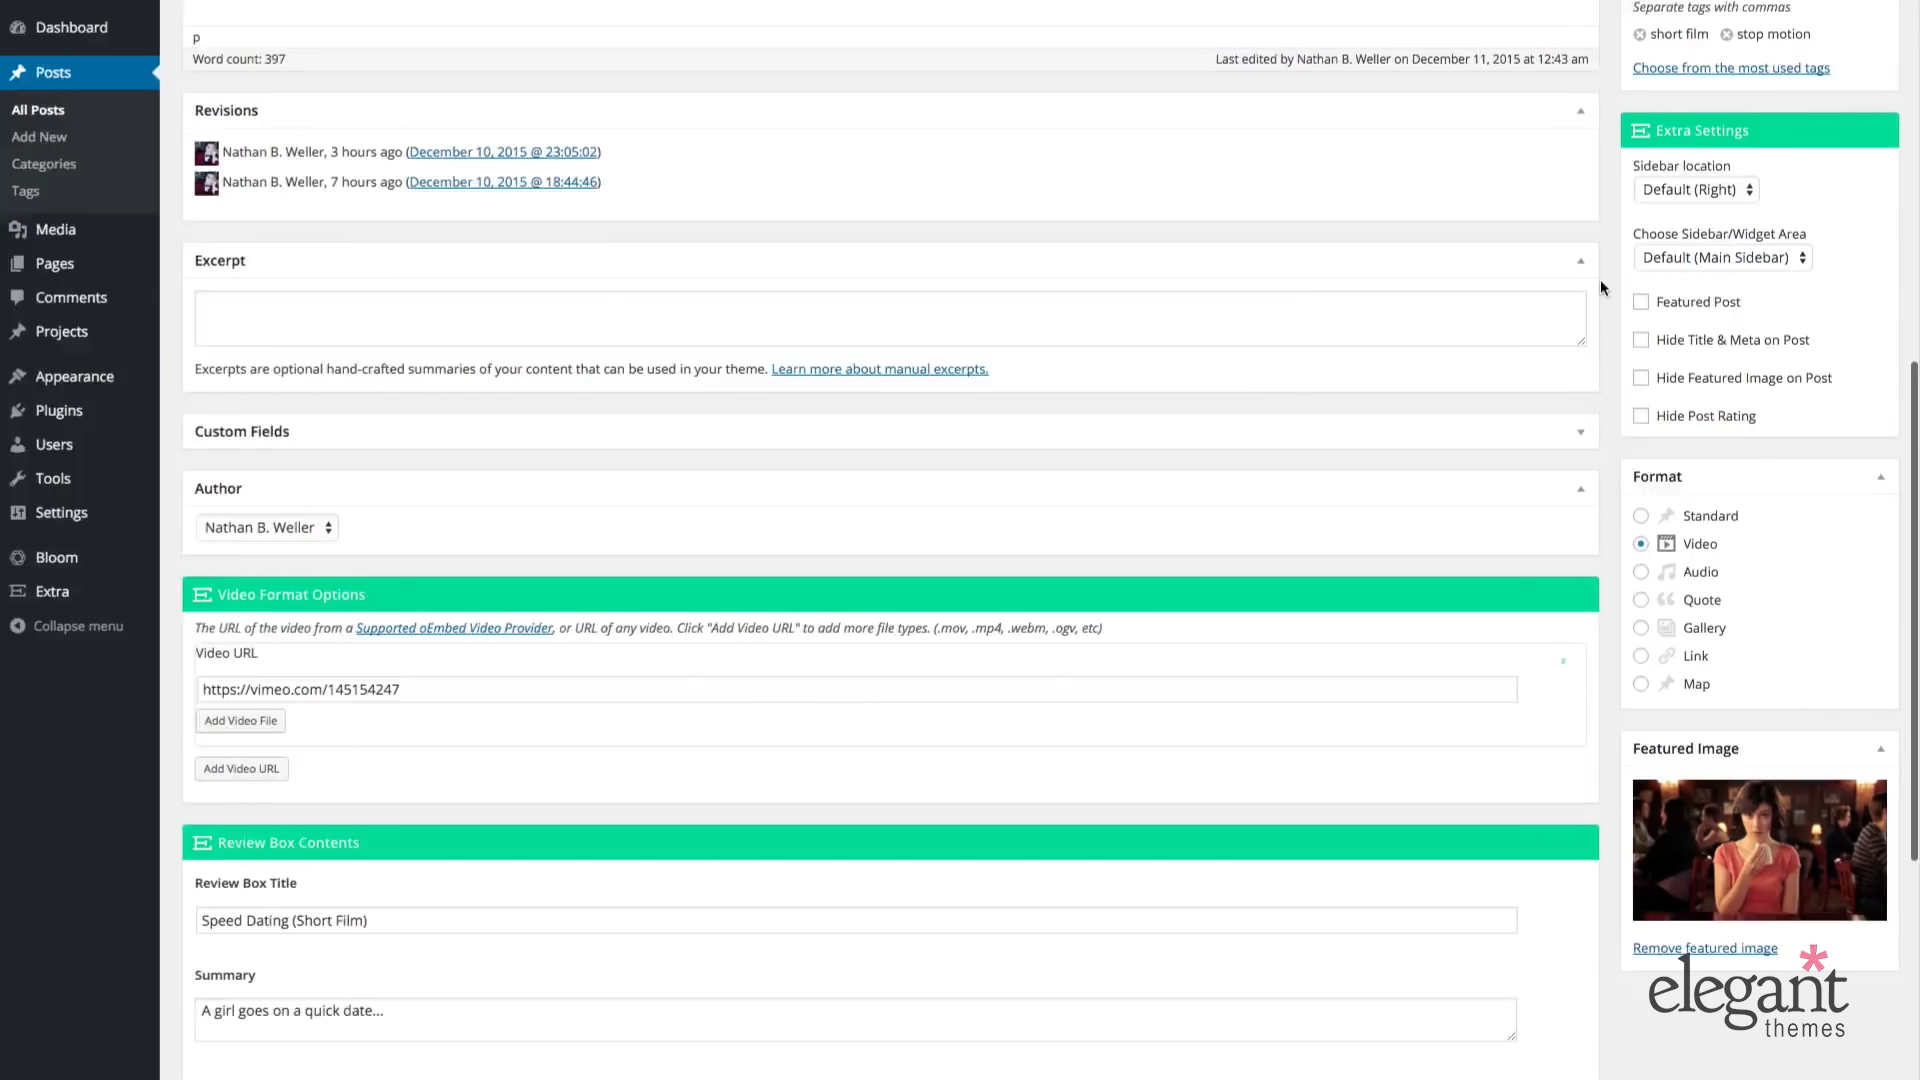 Dashboard
Posts
All Posts
Add New
Categories
Tags
Media
Pages
Comments
Projects
Appearance
Plugins
Users
Tools
Settings
Bloom
Extra
Collapse menu
p
Word count: 397
Last edited by Nathan B. Weller on December 11, 2015 at 12:43 am
Revisions
Nathan B. Weller, 3 hours ago (December 10, 2015 @ 23:05:02)
Nathan B. Weller, 7 hours ago (December 10, 2015 @ 18:44:46)
Excerpt
Excerpts are optional hand-crafted summaries of your content that can be used in your theme. Learn more about manual excerpts.
Custom Fields
Author
Nathan B. Weller
Video Format Options
The URL of the video from a Supported oEmbed Video Provider, or URL of any video. Click "Add Video URL" to add more file types. (.mov, .mp4, .webm, .ogv, etc)
Video URL
x
https://vimeo.com/145154247
Add Video File
Add Video URL
Review Box Contents
Review Box Title
Speed Dating (Short Film)
Summary
A girl goes on a quick date...
Separate tags with commas
short film
stop motion
Choose from the most used tags
Extra Settings
Sidebar location
Default (Right)
Choose Sidebar/Widget Area
Default (Main Sidebar)
Featured Post
Hide Title & Meta on Post
Hide Featured Image on Post
Hide Post Rating
Format
Standard
Video
Audio
Quote
Gallery
Link
Map
Featured Image
Remove featured image
elegant
themes